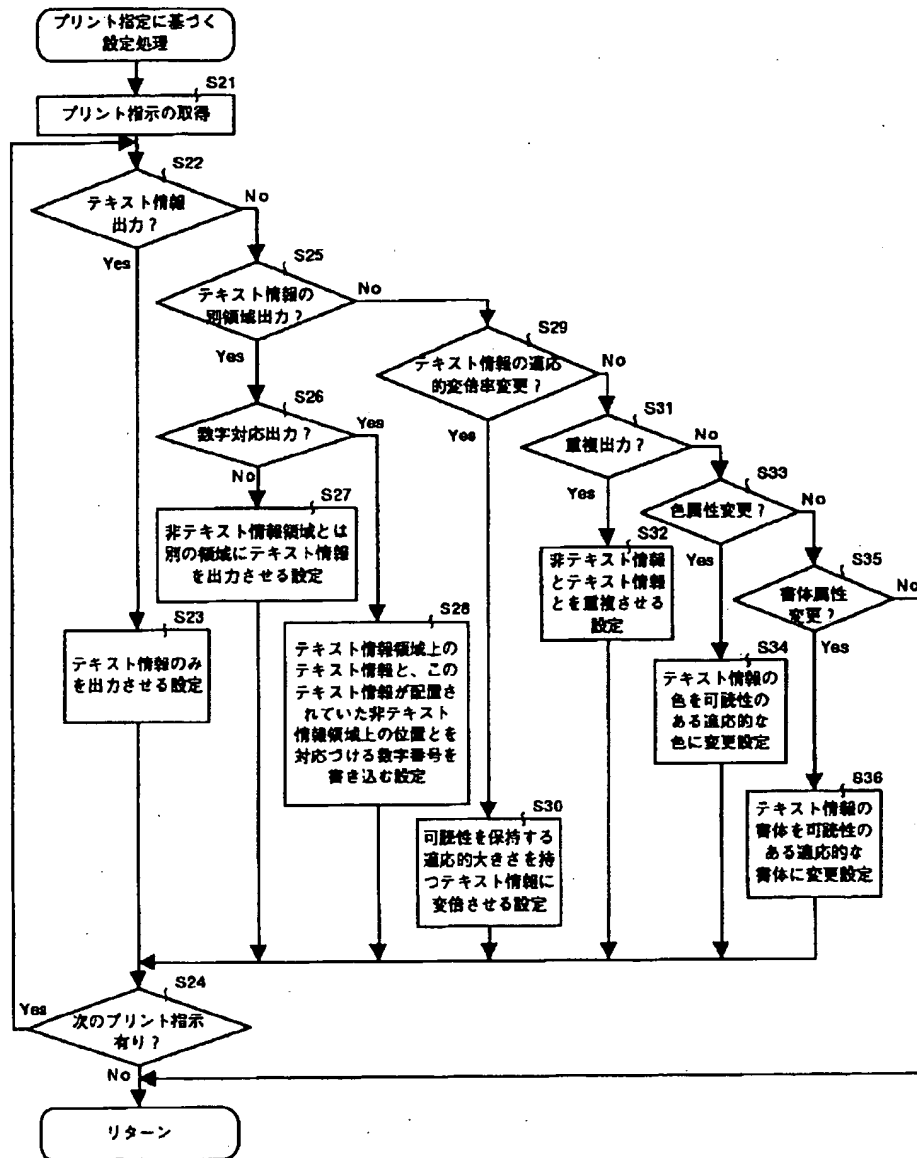 プリント指定に基づく
設定処理
S21
プリント指示の取得
S22
テキスト情報
出力？
No
Yes
S25
テキスト情報の
別領域出力？
No
Yes
S29
テキスト情報の適応
的変倍率変更？
No
Yes
S26
数字対応出力？
Yes
No
S31
重複出力？
No
Yes
S33
色属性変更？
No
Yes
S27
非テキスト情報領域とは
別の領域にテキスト情報
を出力させる設定
S32
非テキスト情報
とテキスト情報
とを重複させる
設定
S35
書体属性
変更？
No
Yes
S23
テキスト情報のみ
を出力させる設定
S28
テキスト情報領域上の
テキスト情報と、この
テキスト情報が配置さ
れていた非テキスト
情報領域上の位置とを
対応づける数字番号を
書き込む設定
S34
テキスト情報の
色を可読性の
ある適応的な
色に変更設定
S30
可読性を保持する
適応的大きさを持
つテキスト情報に
変倍させる設定
S36
テキスト情報の
書体を可読性の
ある適応的な
書体に変更設定
S24
次のプリント指示
有り？
Yes
No
リターン